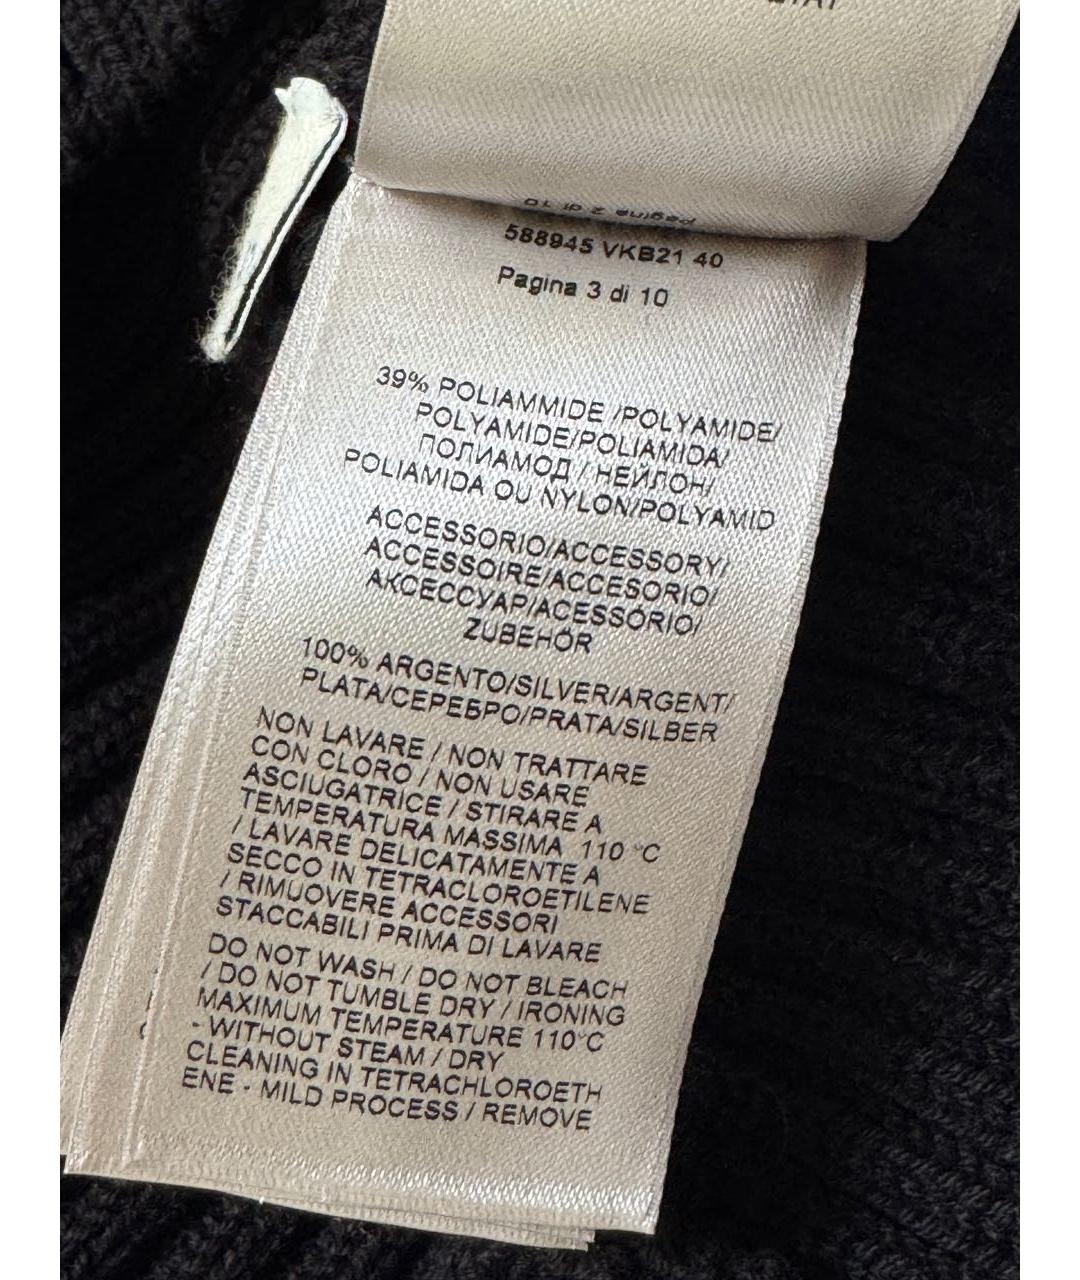 Pagina 2 di 10
588945 VKB21 40
Pagina 3 di 10
39% POLIAMMIDE /POLYAMIDE/
POLYAMIDE/POLIAMIDA/
ПОЛИАМОД / НЕЙЛОН/
POLIAMIDA OU NYLON/POLYAMID
ACCESSORIO/ACCESSORY/
ACCESSOIRE/ACCESORIO/
АКСЕССУАР/ACESSÓRIO/
ZUBEHÖR
100% ARGENTO/SILVER/ARGENT/
PLATA/СЕРЕБРО/PRATA/SILBER
NON LAVARE / NON TRATTARE
CON CLORO / NON USARE
ASCIUGATRICE / STIRARE A
TEMPERATURA MASSIMA 110 °C
/ LAVARE DELICATAMENTE A
SECCO IN TETRACLOROETILENE
/ RIMUOVERE ACCESSORI
STACCABILI PRIMA DI LAVARE
DO NOT WASH / DO NOT BLEACH
/ DO NOT TUMBLE DRY / IRONING
MAXIMUM TEMPERATURE 110°C
- WITHOUT STEAM / DRY
CLEANING IN TETRACHLOROETH
ENE - MILD PROCESS / REMOVE